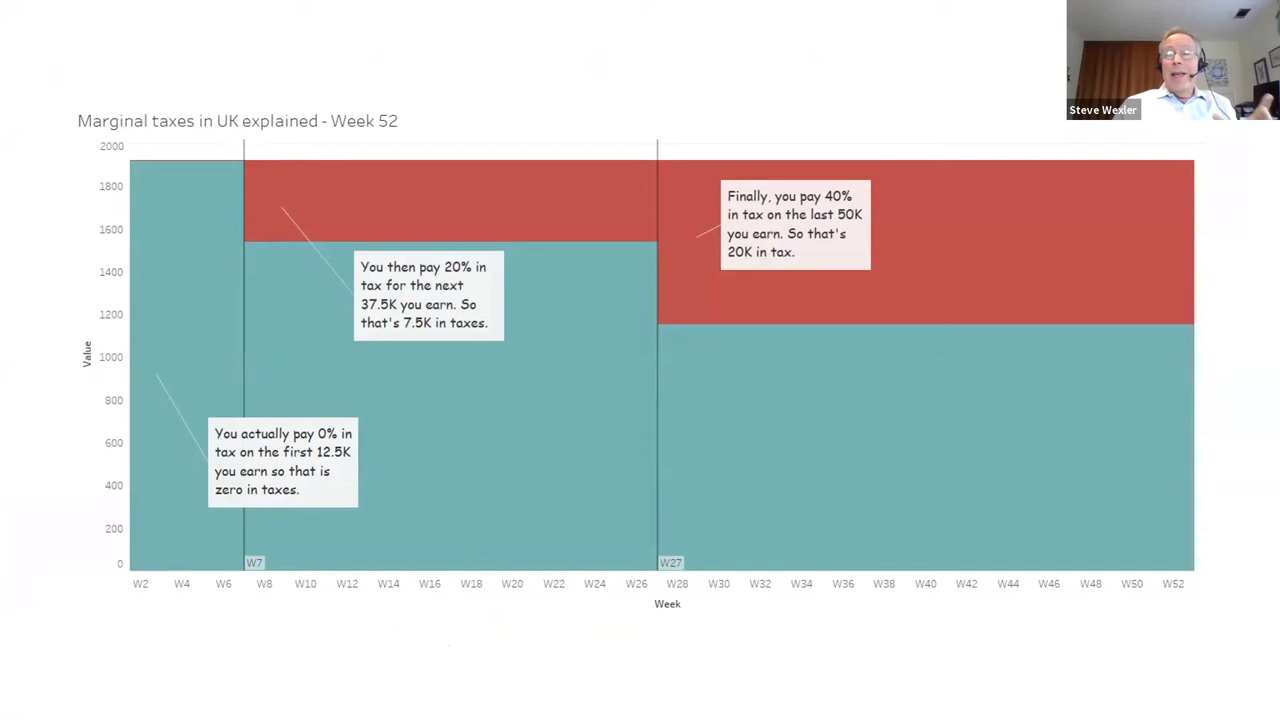 Steve Wexler
Marginal taxes in UK explained - Week 52
2000
1800
1600
1400
1200
1000
800
600
400
200
0
Value
Finally, you pay 40%
in tax on the last 50K
you earn. So that's
20K in tax.
You then pay 20% in
tax for the next
37.5K you earn. So
that's 7.5K in taxes.
You actually pay 0% in
tax on the first 12.5K
you earn so that is
zero in taxes.
W7
W27
W2 W4 W6 W8 W10 W12 W14 W16 W18 W20 W22 W24 W26 W28 W30 W32 W34 W36 W38 W40 W42 W44 W46 W48 W50 W52
Week